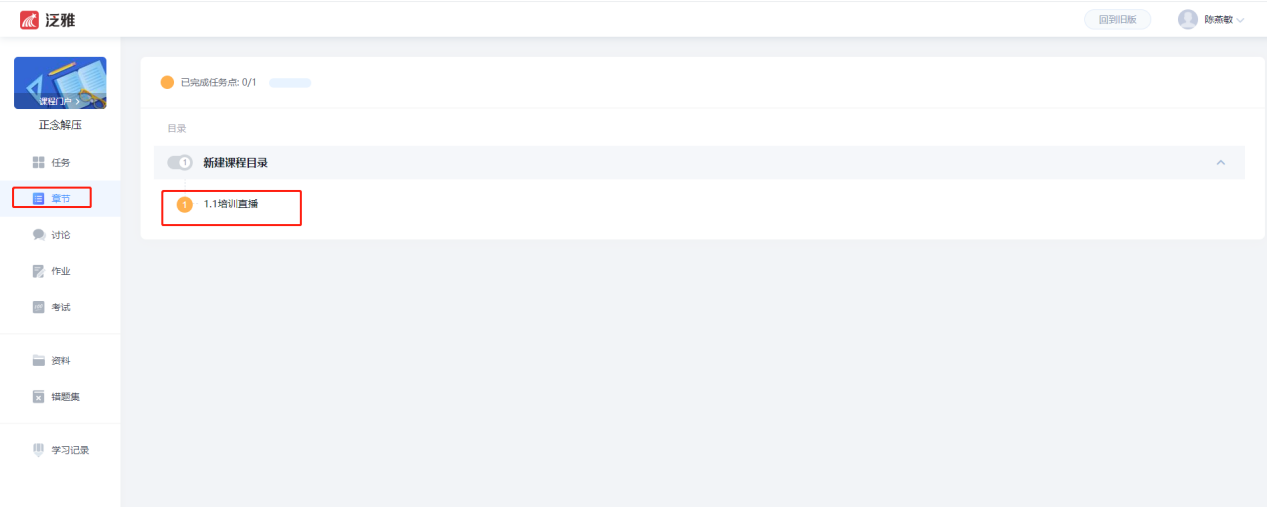 泛雅
回到旧版
陈燕敏
课程门户
正念解压
任务
章节
讨论
作业
考试
资料
错题集
学习记录
已完成任务点: 0/1
目录
1 新建课程目录
1 1.1培训直播